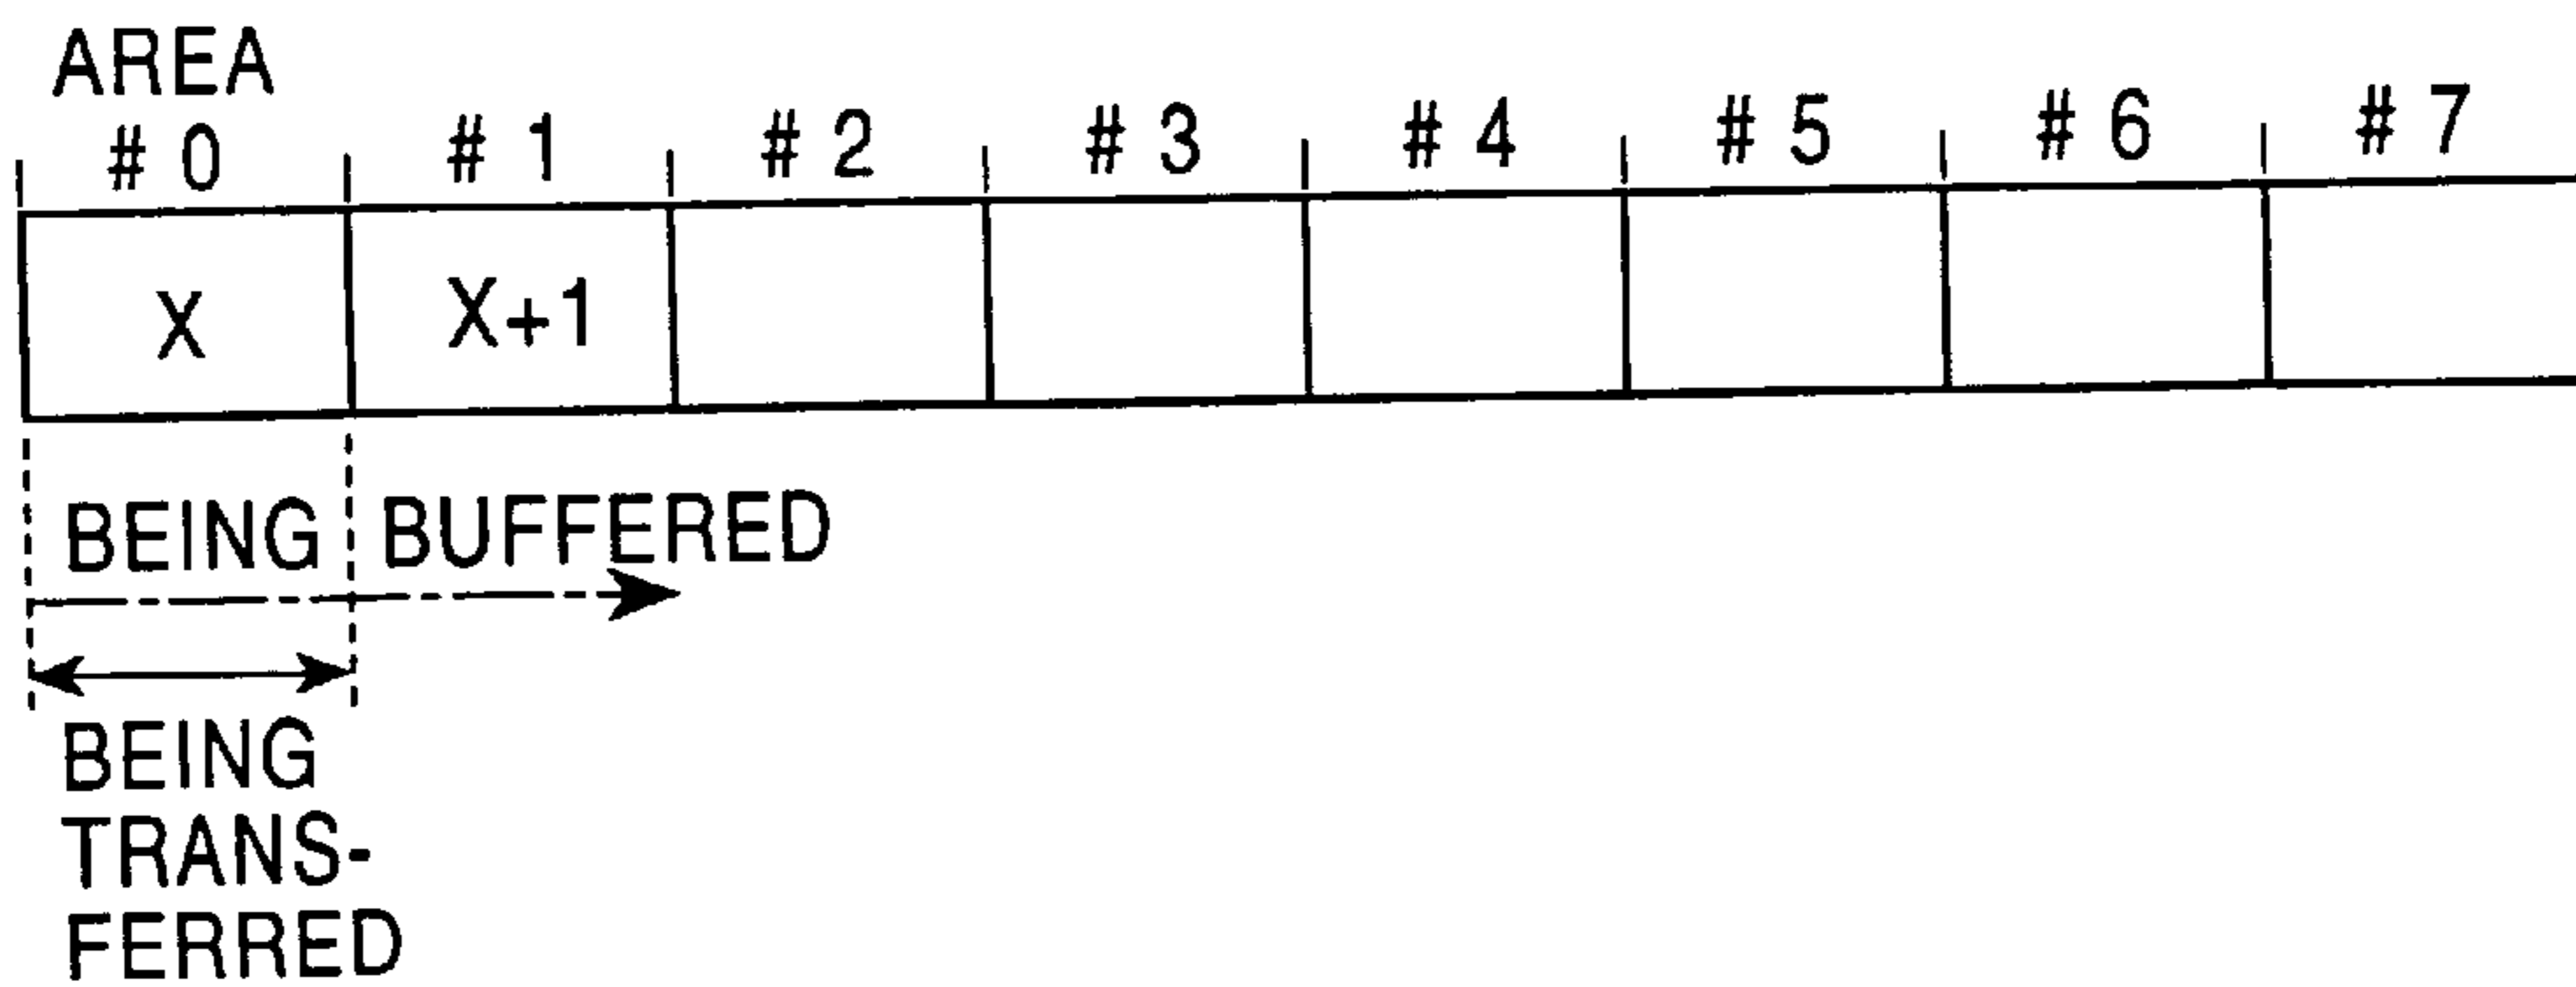 AREA
# 0 # 1 # 2 # 3 # 4 # 5 # 6 # 7
X X+1
BEING BUFFERED
BEING
TRANS-
FERRED